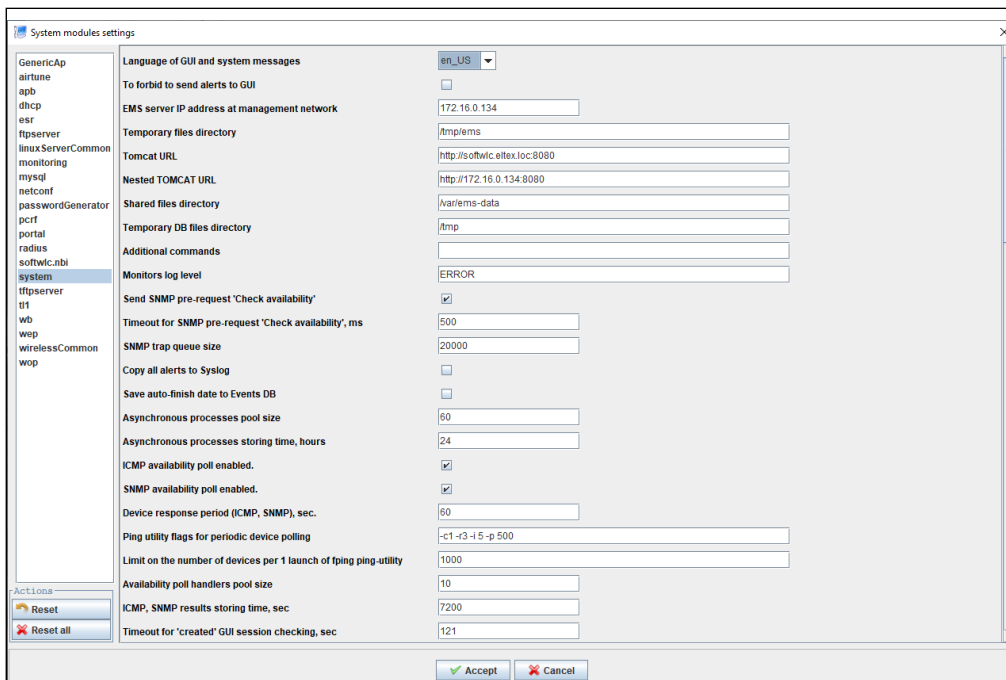 System modules settings
GenericAp
airtune
apb
dhcp
esr
ftpserver
linuxServerCommon
monitoring
mysql
netconf
passwordGenerator
pcrf
portal
radius
softwlc.nbi
system
tftpserver
tl1
wb
wep
wirelessCommon
wop
Actions
Reset
Reset all
Language of GUI and system messages en_US
To forbid to send alerts to GUI
EMS server IP address at management network 172.16.0.134
Temporary files directory /tmp/ems
Tomcat URL http://softwlc.eltex.loc:8080
Nested TOMCAT URL http://172.16.0.134:8080
Shared files directory /var/ems-data
Temporary DB files directory /tmp
Additional commands
Monitors log level ERROR
Send SNMP pre-request 'Check availability'
Timeout for SNMP pre-request 'Check availability', ms 500
SNMP trap queue size 20000
Copy all alerts to Syslog
Save auto-finish date to Events DB
Asynchronous processes pool size 60
Asynchronous processes storing time, hours 24
ICMP availability poll enabled.
SNMP availability poll enabled.
Device response period (ICMP, SNMP), sec. 60
Ping utility flags for periodic device polling -c1 -r3 -i 5 -p 500
Limit on the number of devices per 1 launch of fping ping-utility 1000
Availability poll handlers pool size 10
ICMP, SNMP results storing time, sec 7200
Timeout for 'created' GUI session checking, sec 121
Accept Cancel